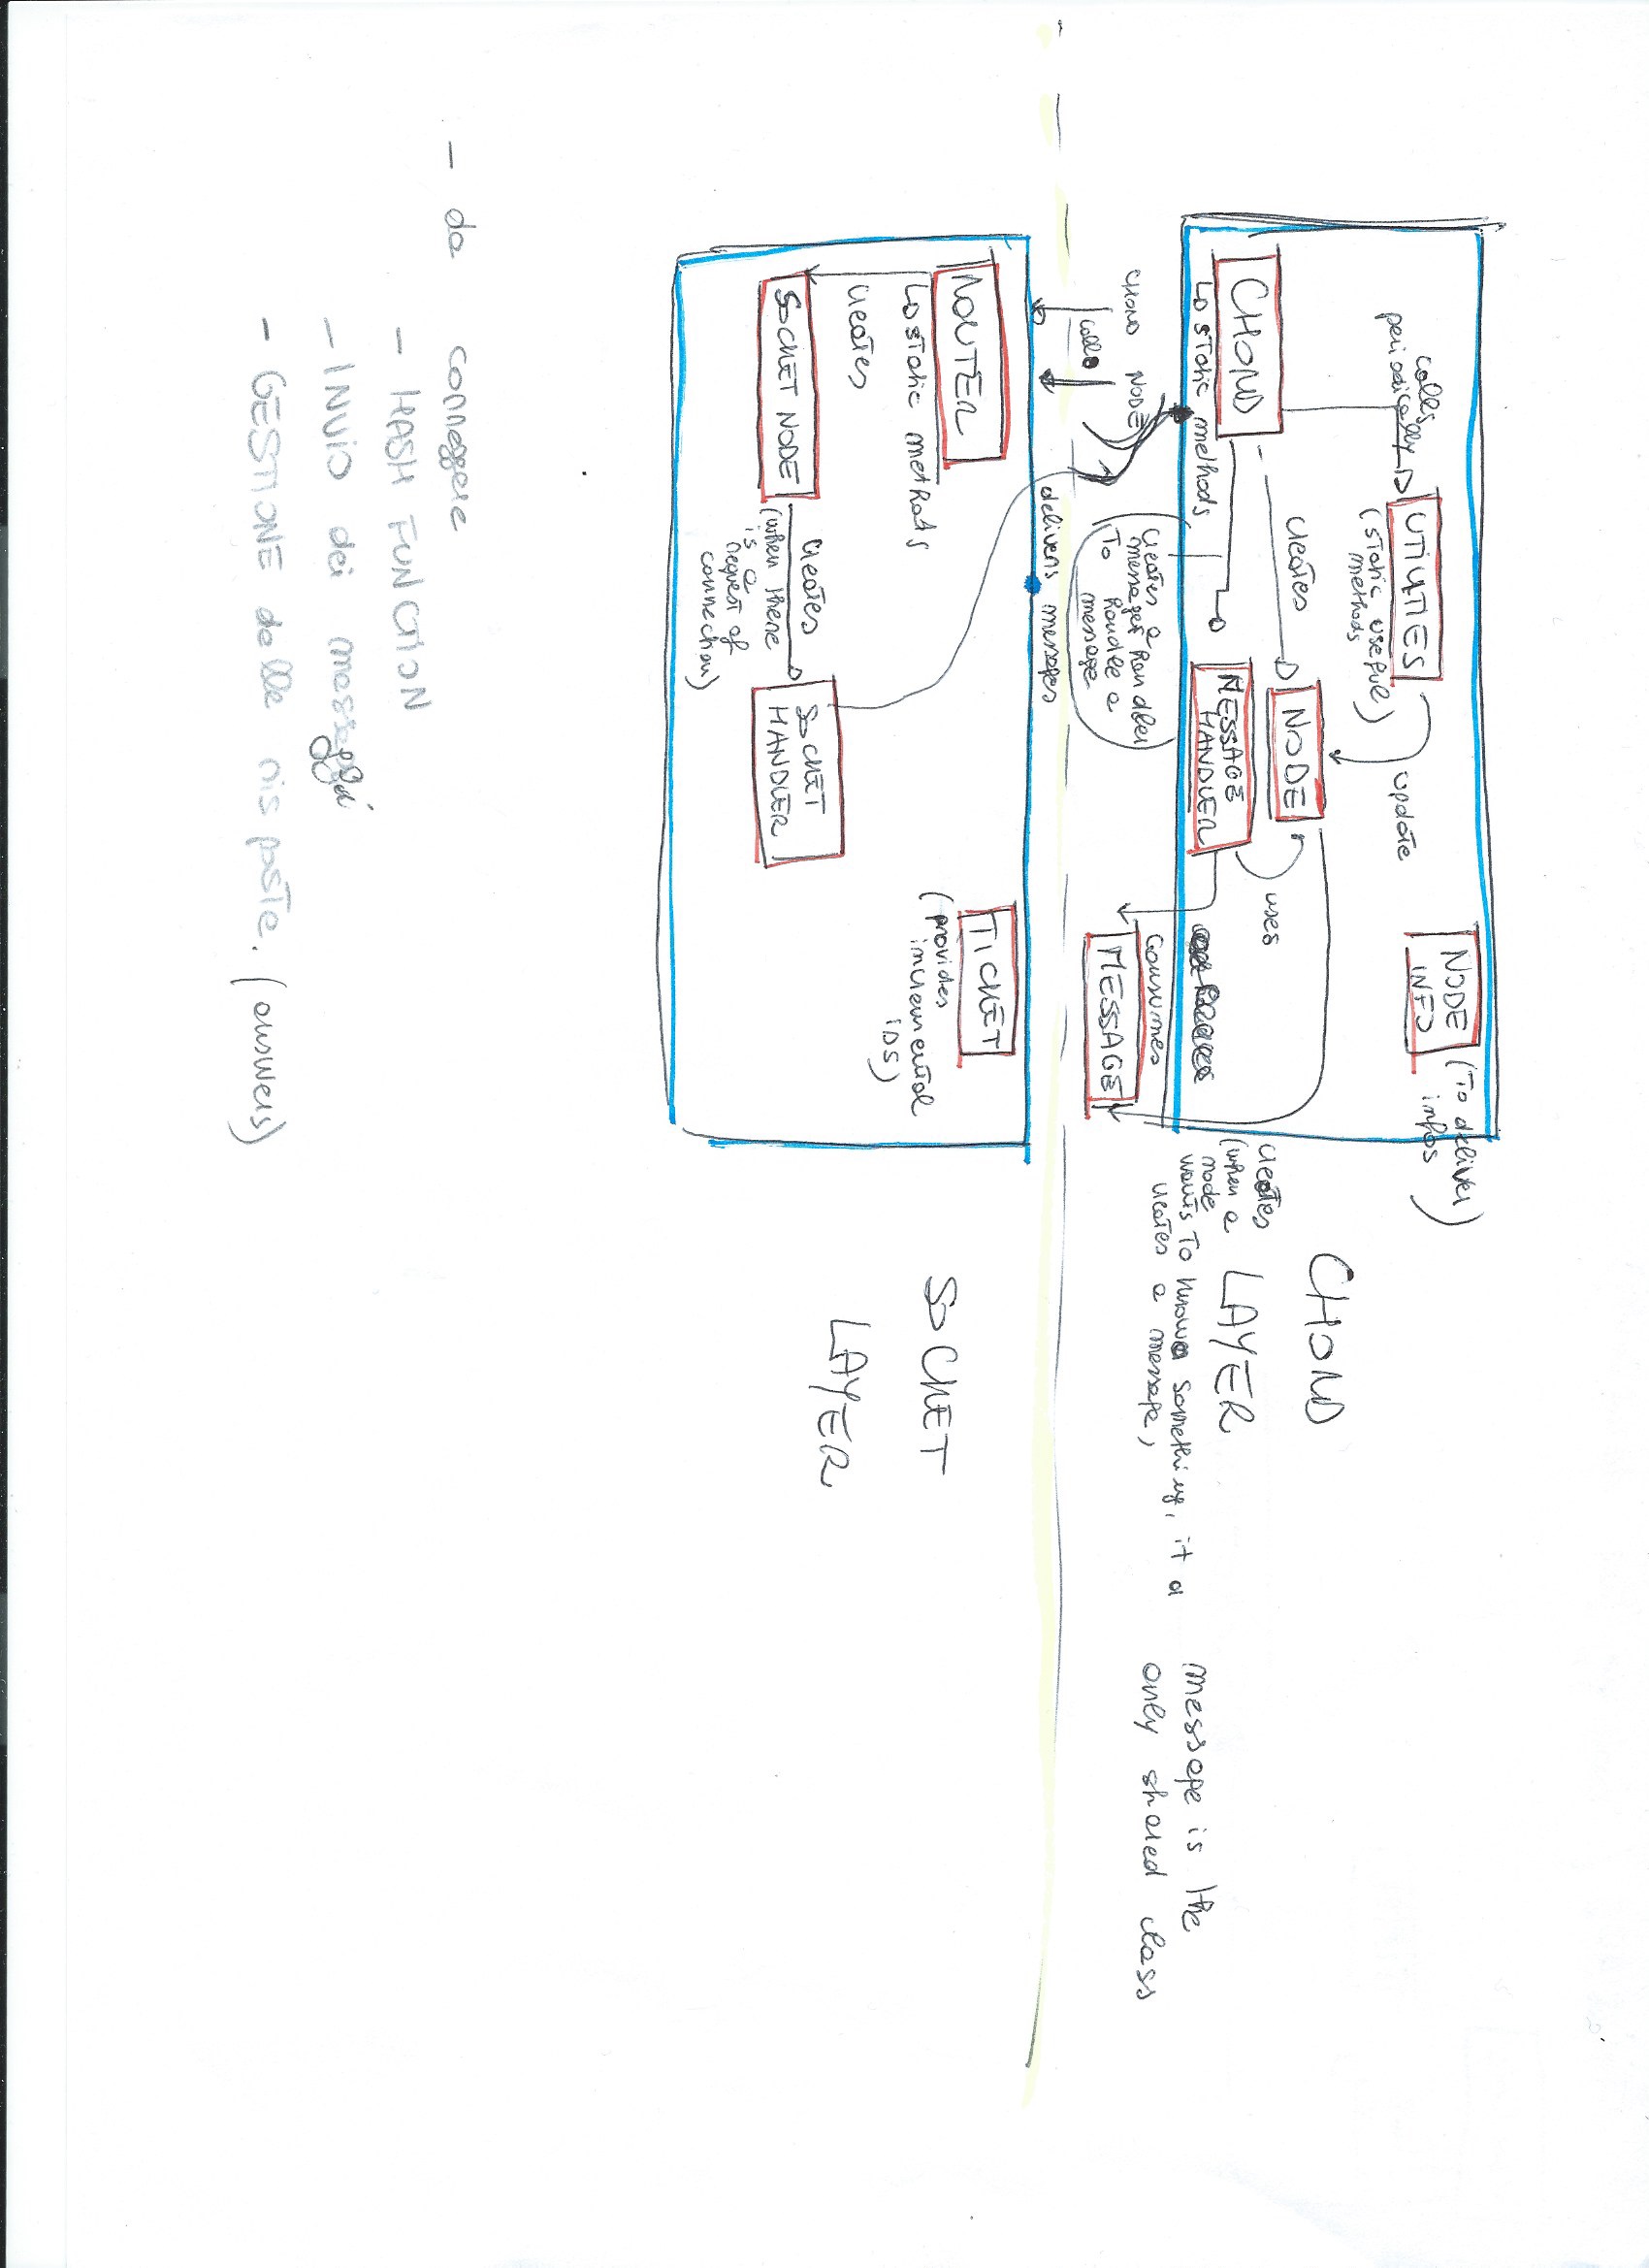 calls
periodically
UTILITIES
(static useful
methods)
update
NODE
INFO
(To deliver
infos)
CHORD
creates
NODE
uses
Lo static methods
MESSAGE
HANDLER
creates a
message handler
To handle a
message
consumes
MESSAGE
creates
(when a
node
wants To know something, it a
creates a message,
CHORD
LAYER
message is the
only shared class
CHORD NODE
call
delivers messages
ROUTER
Lo static methods
creates
SOCKET NODE
creates
(when there
is a
request of
connection)
SOCKET
HANDLER
TICKET
(provides
incremental
IDS)
SOCKET
LAYER
- da correggere
- HASH FUNCTION
- INVIO dei messaggi
- GESTIONE delle risposte. (answers)